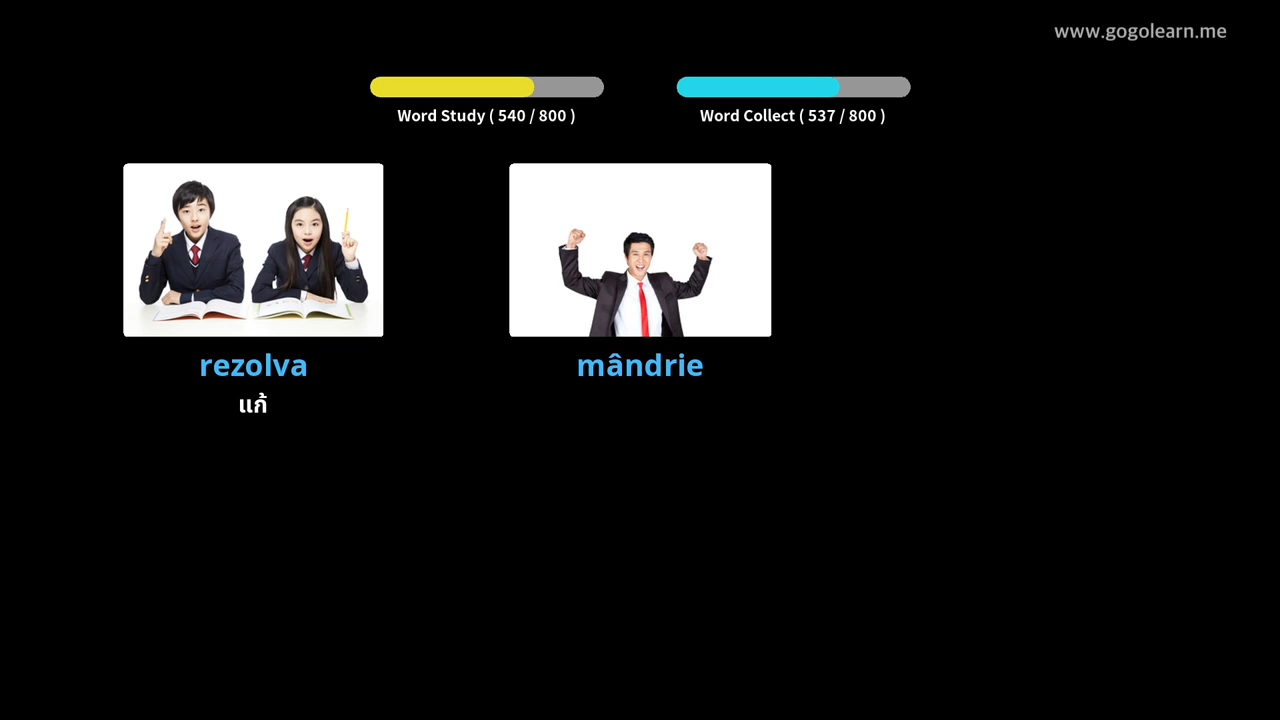 www.gogolearn.me
Word Study ( 540 / 800 )
Word Collect ( 537 / 800 )
rezolva
แก้
mândrie